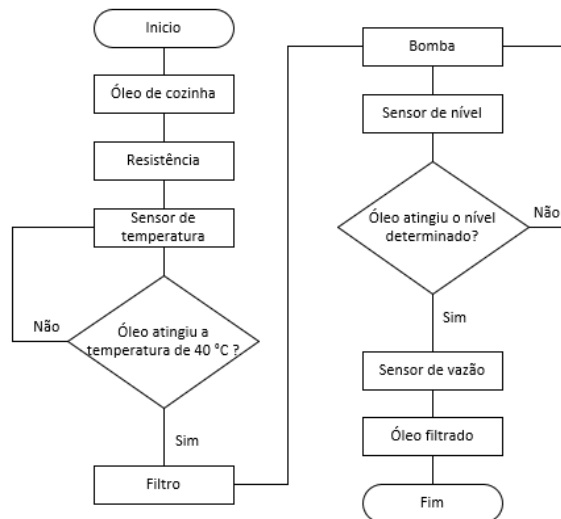 Inicio
Óleo de cozinha
Resistência
Sensor de
temperatura
Não
Óleo atingiu a
temperatura de 40 °C ?
Sim
Filtro
Bomba
Sensor de nível
Óleo atingiu o nível
determinado?
Não
Sim
Sensor de vazão
Óleo filtrado
Fim